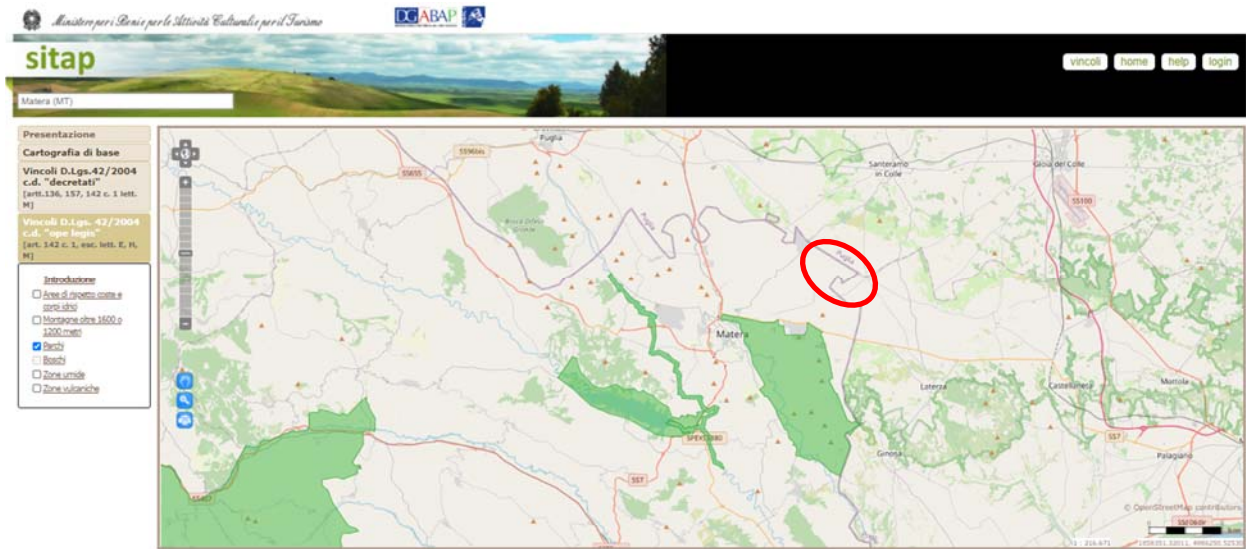 Ministero per i Beni e per le Attività Culturali e per il Turismo
DGABAP
sitap
vincoli
home
help
login
Matera (MT)
Presentazione
Cartografia di base
Vincoli D.Lgs.42/2004
c.d. "decretati"
[artt.136, 157, 142 c. 1 lett.
M]
Vincoli D.Lgs. 42/2004
c.d. "ope legis"
[art. 142 c. 1, esc. lett. E, H,
M]
Introduzione
Aree di rispetto coste e
corpi idrici
Montagne oltre 1600 o
1200 metri
Parchi
Boschi
Zone umide
Zone vulcaniche
Puglia
SS96bis
SS655
Santeramo
in Colle
Gioia del Colle
SS100
Puglia
Puglia
Matera
Laterza
Castellaneta
Mottola
Ginosa
SS7
Palagiano
SS7
SS407
© OpenStreetMap contributors